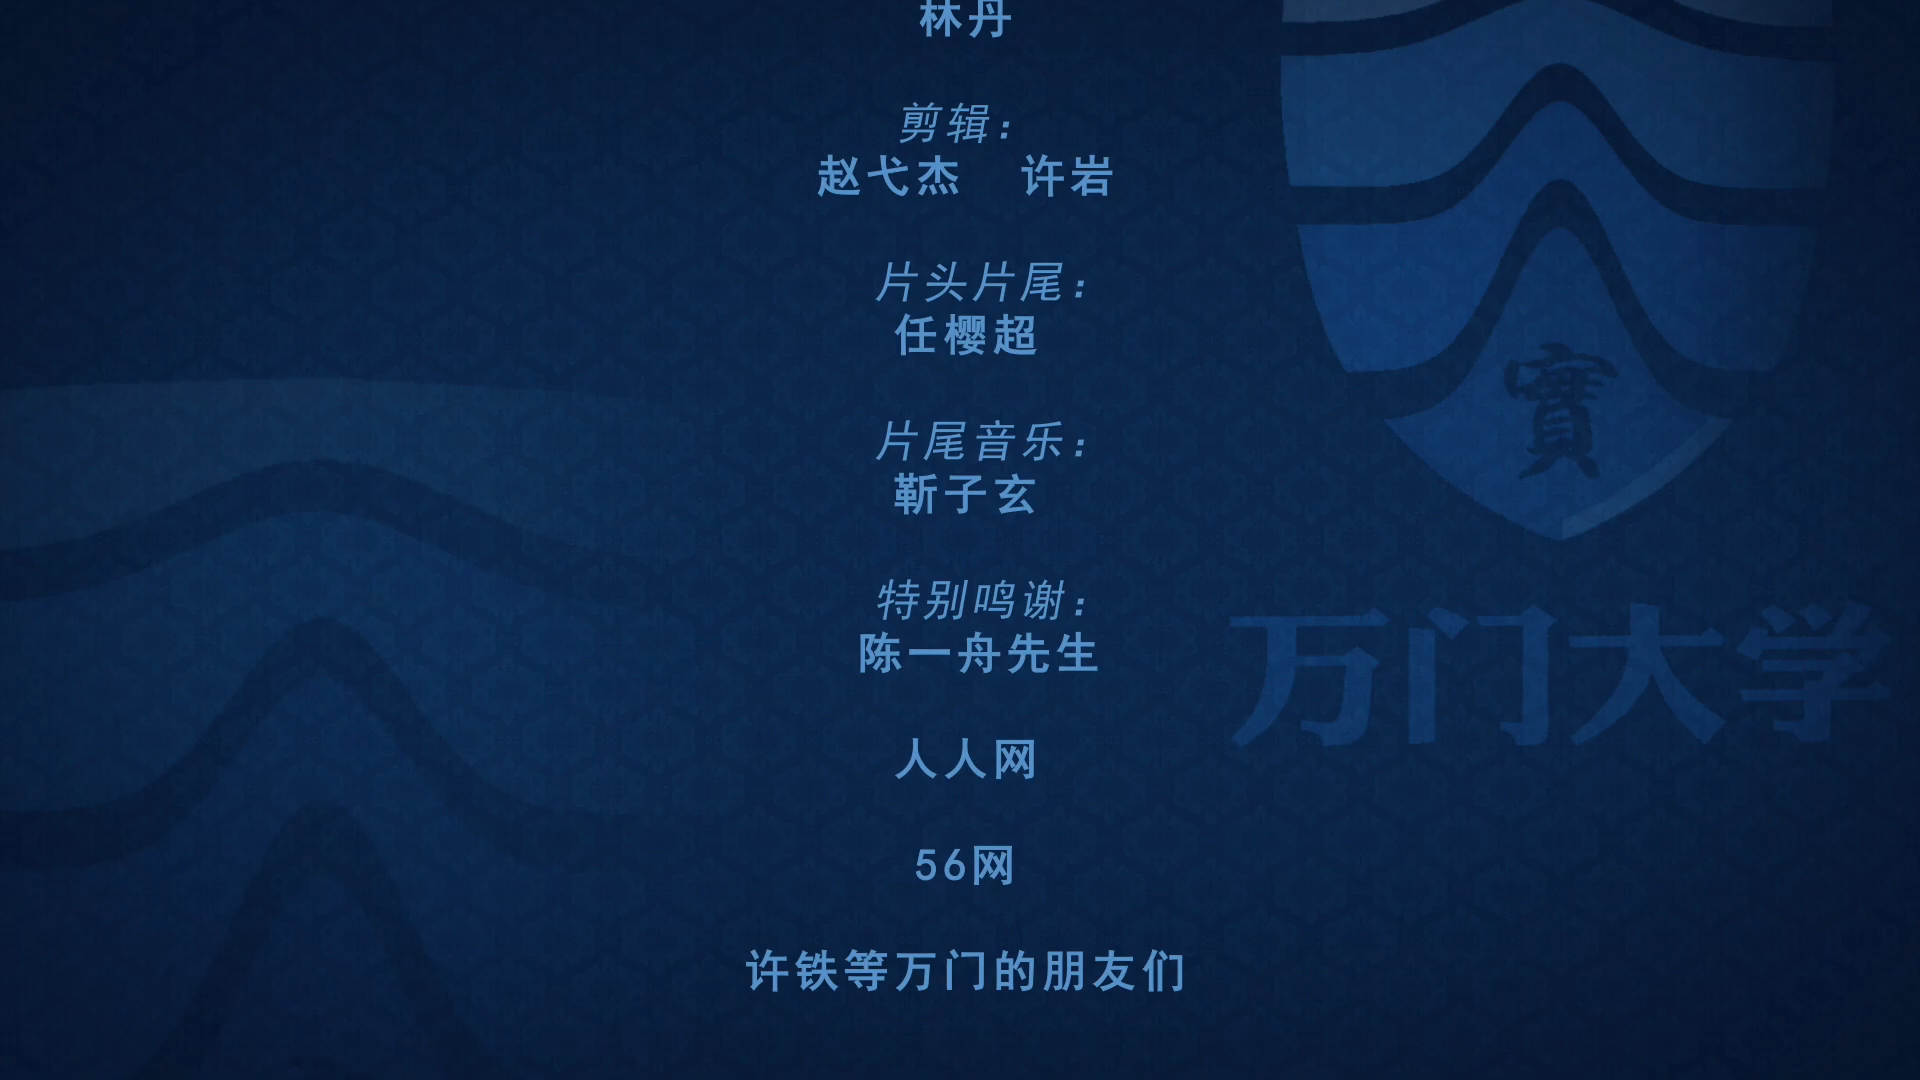 林丹
剪辑：
赵弋杰 许岩
片头片尾：
任樱超
片尾音乐：
靳子玄
特别鸣谢：
陈一舟先生
人人网
56网
许铁等万门的朋友们
實
万门大学